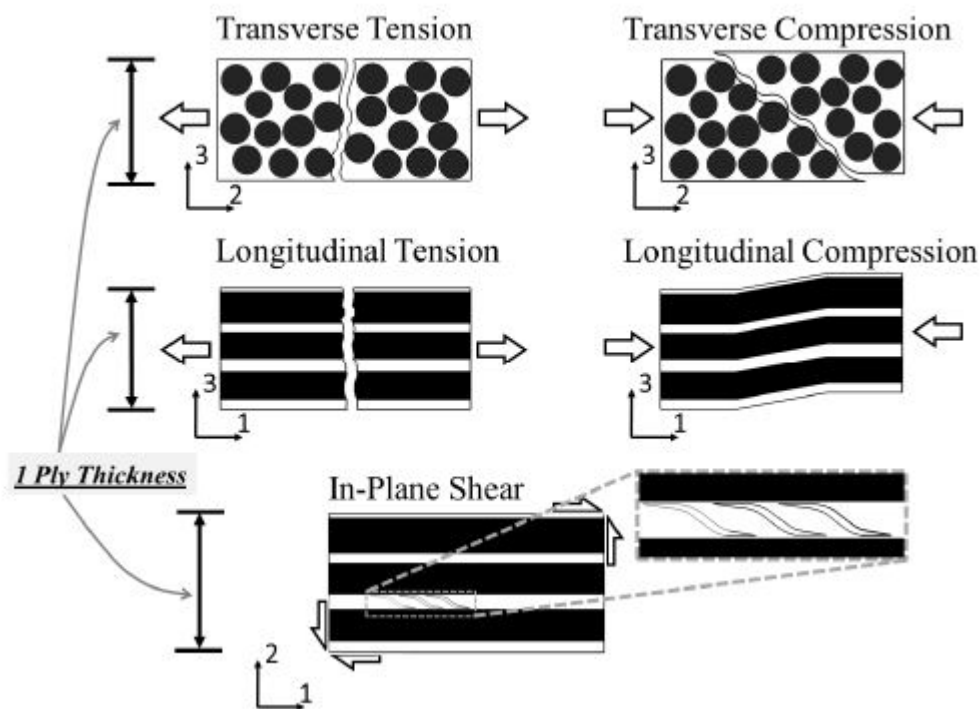 Transverse Tension
Transverse Compression
3
2
3
2
Longitudinal Tension
Longitudinal Compression
3
1
3
1
1 Ply Thickness
In-Plane Shear
2
1